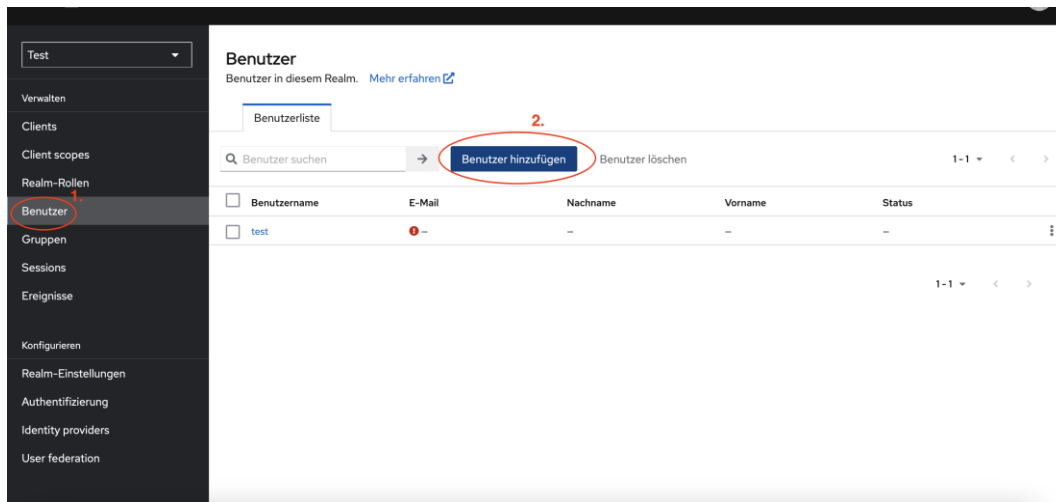 Test
Verwalten
Clients
Client scopes
Realm-Rollen
1.
Benutzer
Gruppen
Sessions
Ereignisse
Konfigurieren
Realm-Einstellungen
Authentifizierung
Identity providers
User federation
Benutzer
Benutzer in diesem Realm. Mehr erfahren
Benutzerliste
2.
Benutzer suchen Benutzer hinzufügen Benutzer löschen 1-1
Benutzername E-Mail Nachname Vorname Status
test – – – –
1-1